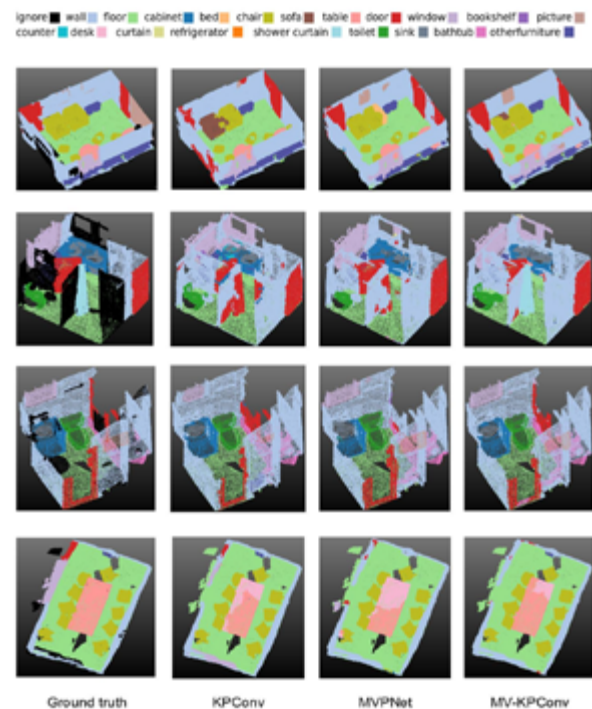 ignore wall floor cabinet bed chair sofa table door window bookshelf picture
counter desk curtain refrigerator shower curtain toilet sink bathtub otherfurniture
Ground truth KPConv MVPNet MV-KPConv